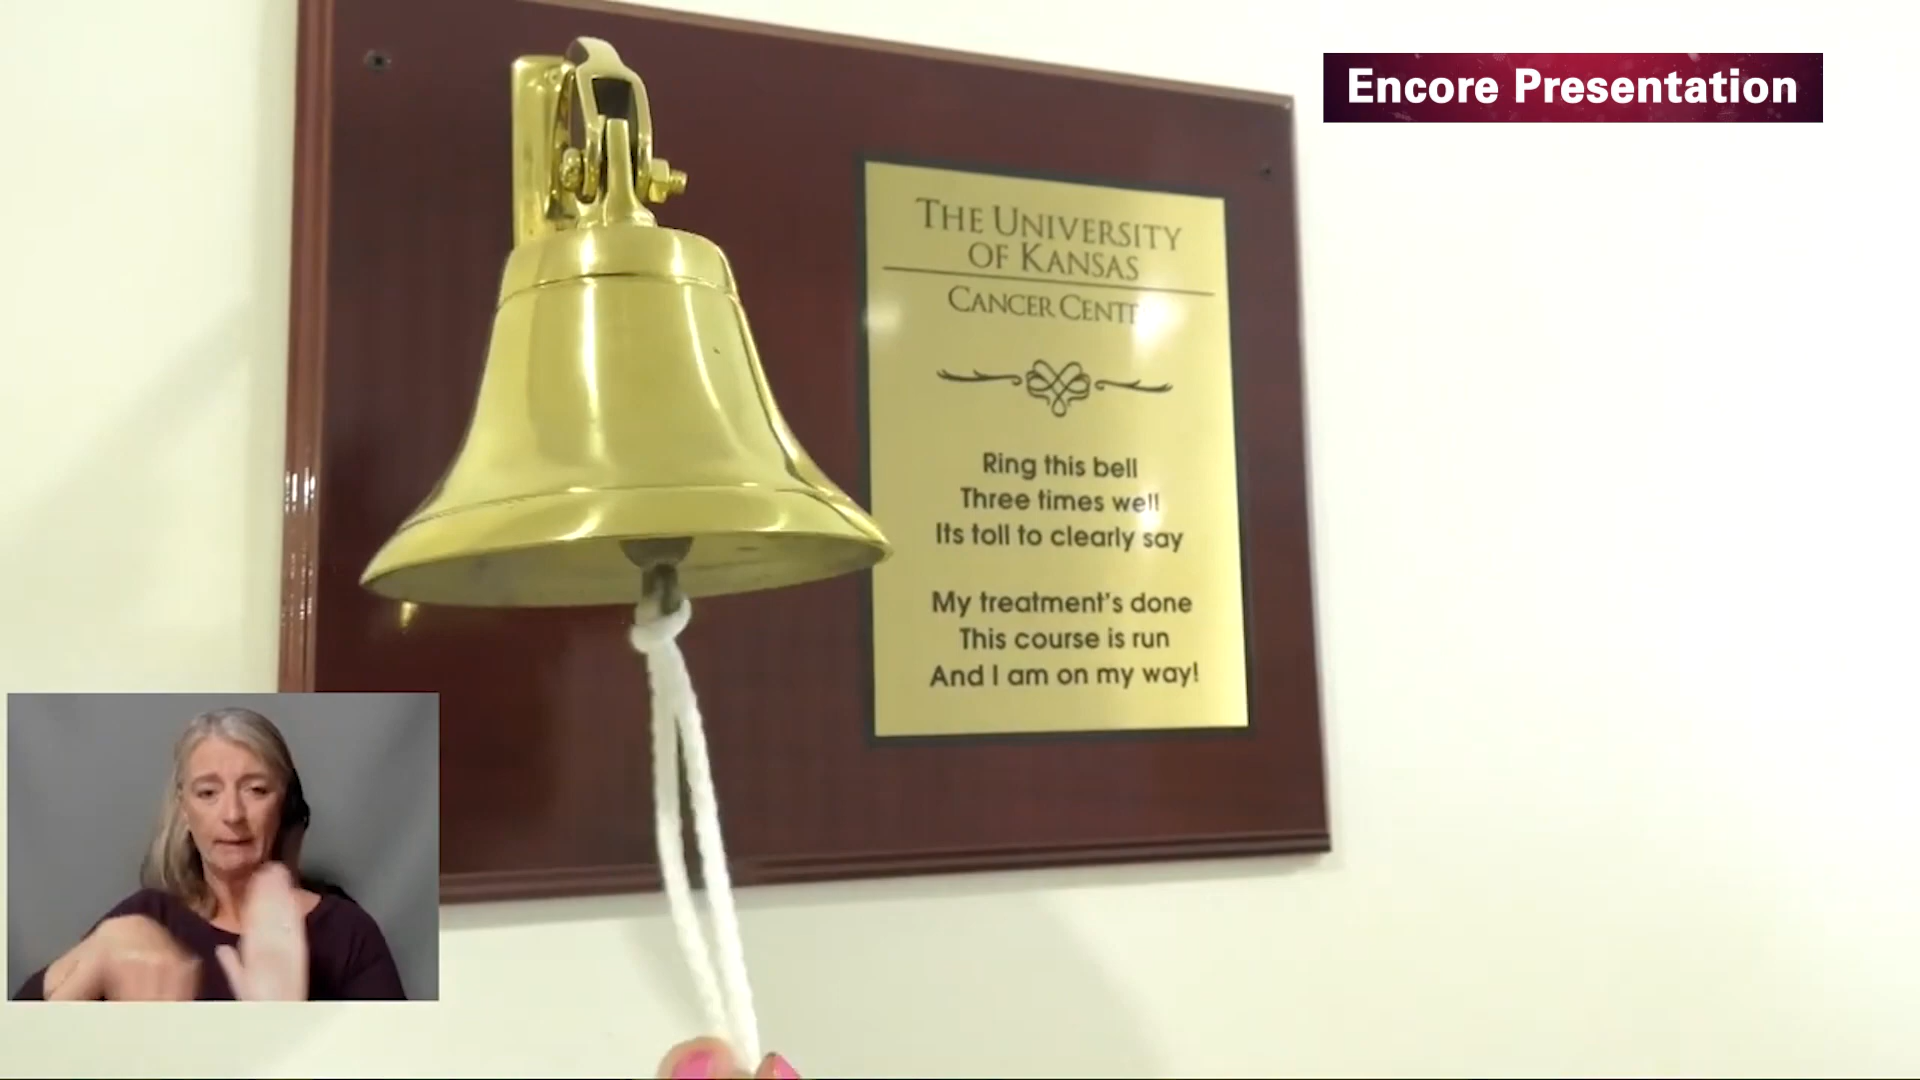 Encore Presentation
THE UNIVERSITY
OF KANSAS
CANCER
Ring this bell
Three times well
Its toll to clearly say
My treatment's done
This course is run
And I am on my way!